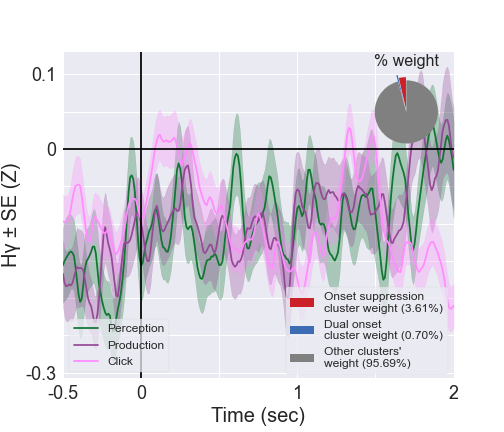 % weight
0.1
0
-0.3
Hγ ± SE (Z)
Perception
Production
Click
Onset suppression
cluster weight (3.61%)
Dual onset
cluster weight (0.70%)
Other clusters'
weight (95.69%)
-0.5 0 1 2
Time (sec)